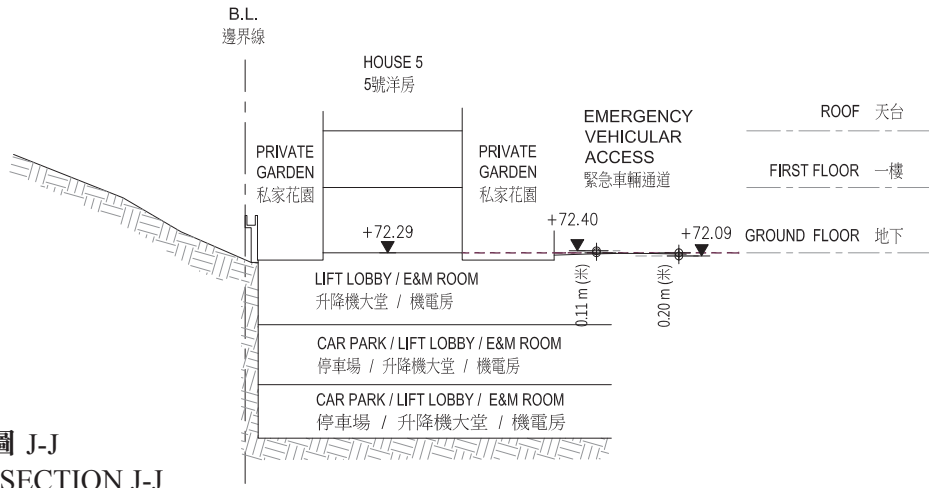 B.L.
邊界線
HOUSE 5
5號洋房
PRIVATE
GARDEN
私家花園
PRIVATE
GARDEN
私家花園
EMERGENCY
VEHICULAR
ACCESS
緊急車輛通道
ROOF 天台
FIRST FLOOR 一樓
GROUND FLOOR 地下
+72.29
+72.40
+72.09
0.11 m (米)
0.20 m (米)
LIFT LOBBY / E&M ROOM
升降機大堂 / 機電房
CAR PARK / LIFT LOBBY / E&M ROOM
停車場 / 升降機大堂 / 機電房
CAR PARK / LIFT LOBBY / E&M ROOM
停車場 / 升降機大堂 / 機電房
圖 J-J
SECTION J-J